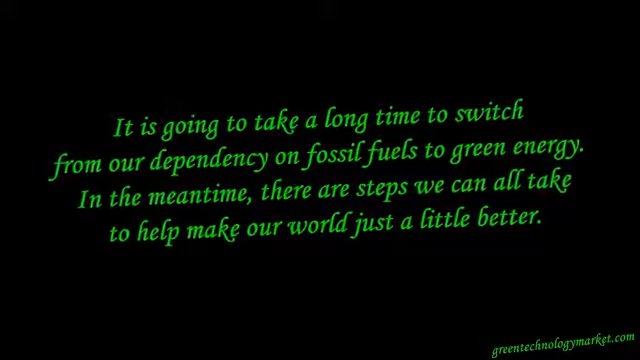 It is going to take a long time to switch
from our dependency on fossil fuels to green energy.
In the meantime, there are steps we can all take
to help make our world just a little better.
greentechnologymarket.com